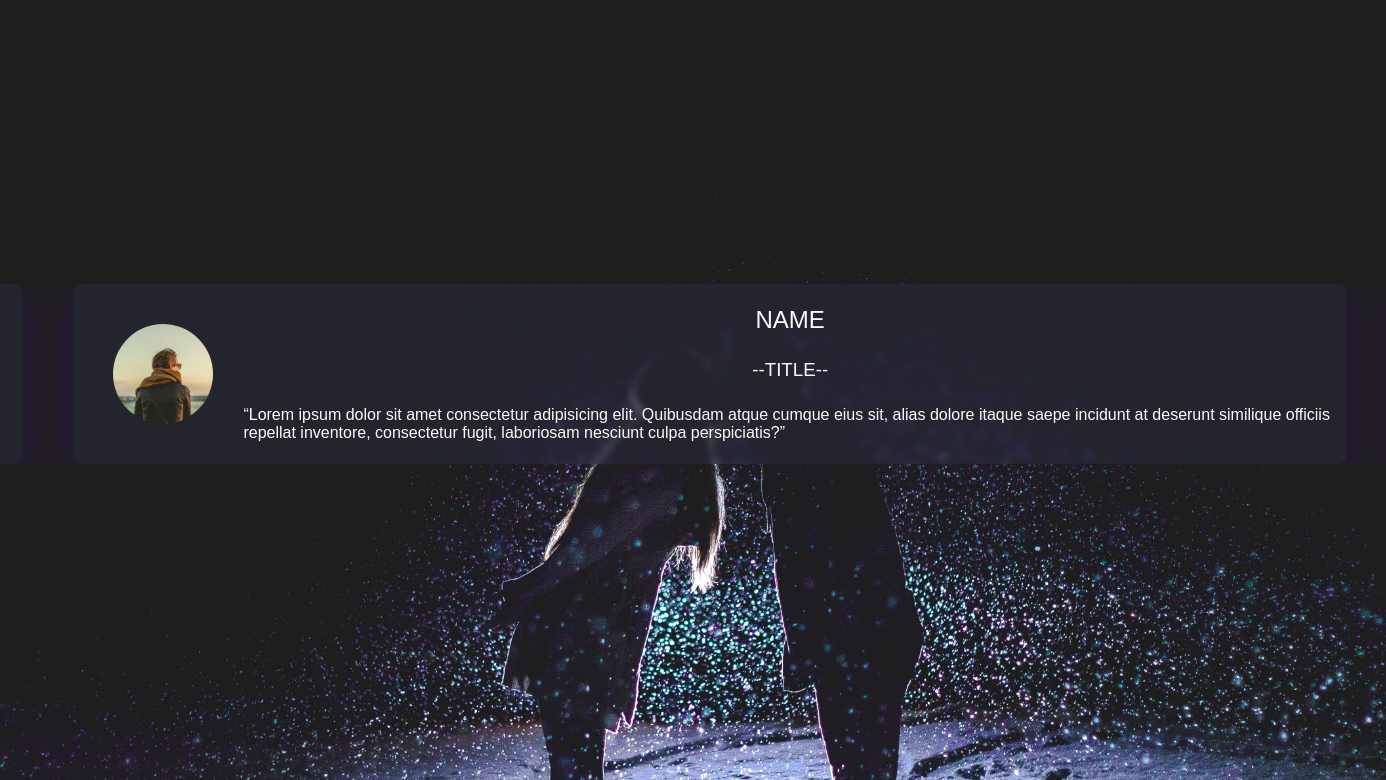 NAME
--TITLE--
“Lorem ipsum dolor sit amet consectetur adipisicing elit. Quibusdam atque cumque eius sit, alias dolore itaque saepe incidunt at deserunt similique officiis
repellat inventore, consectetur fugit, laboriosam nesciunt culpa perspiciatis?”